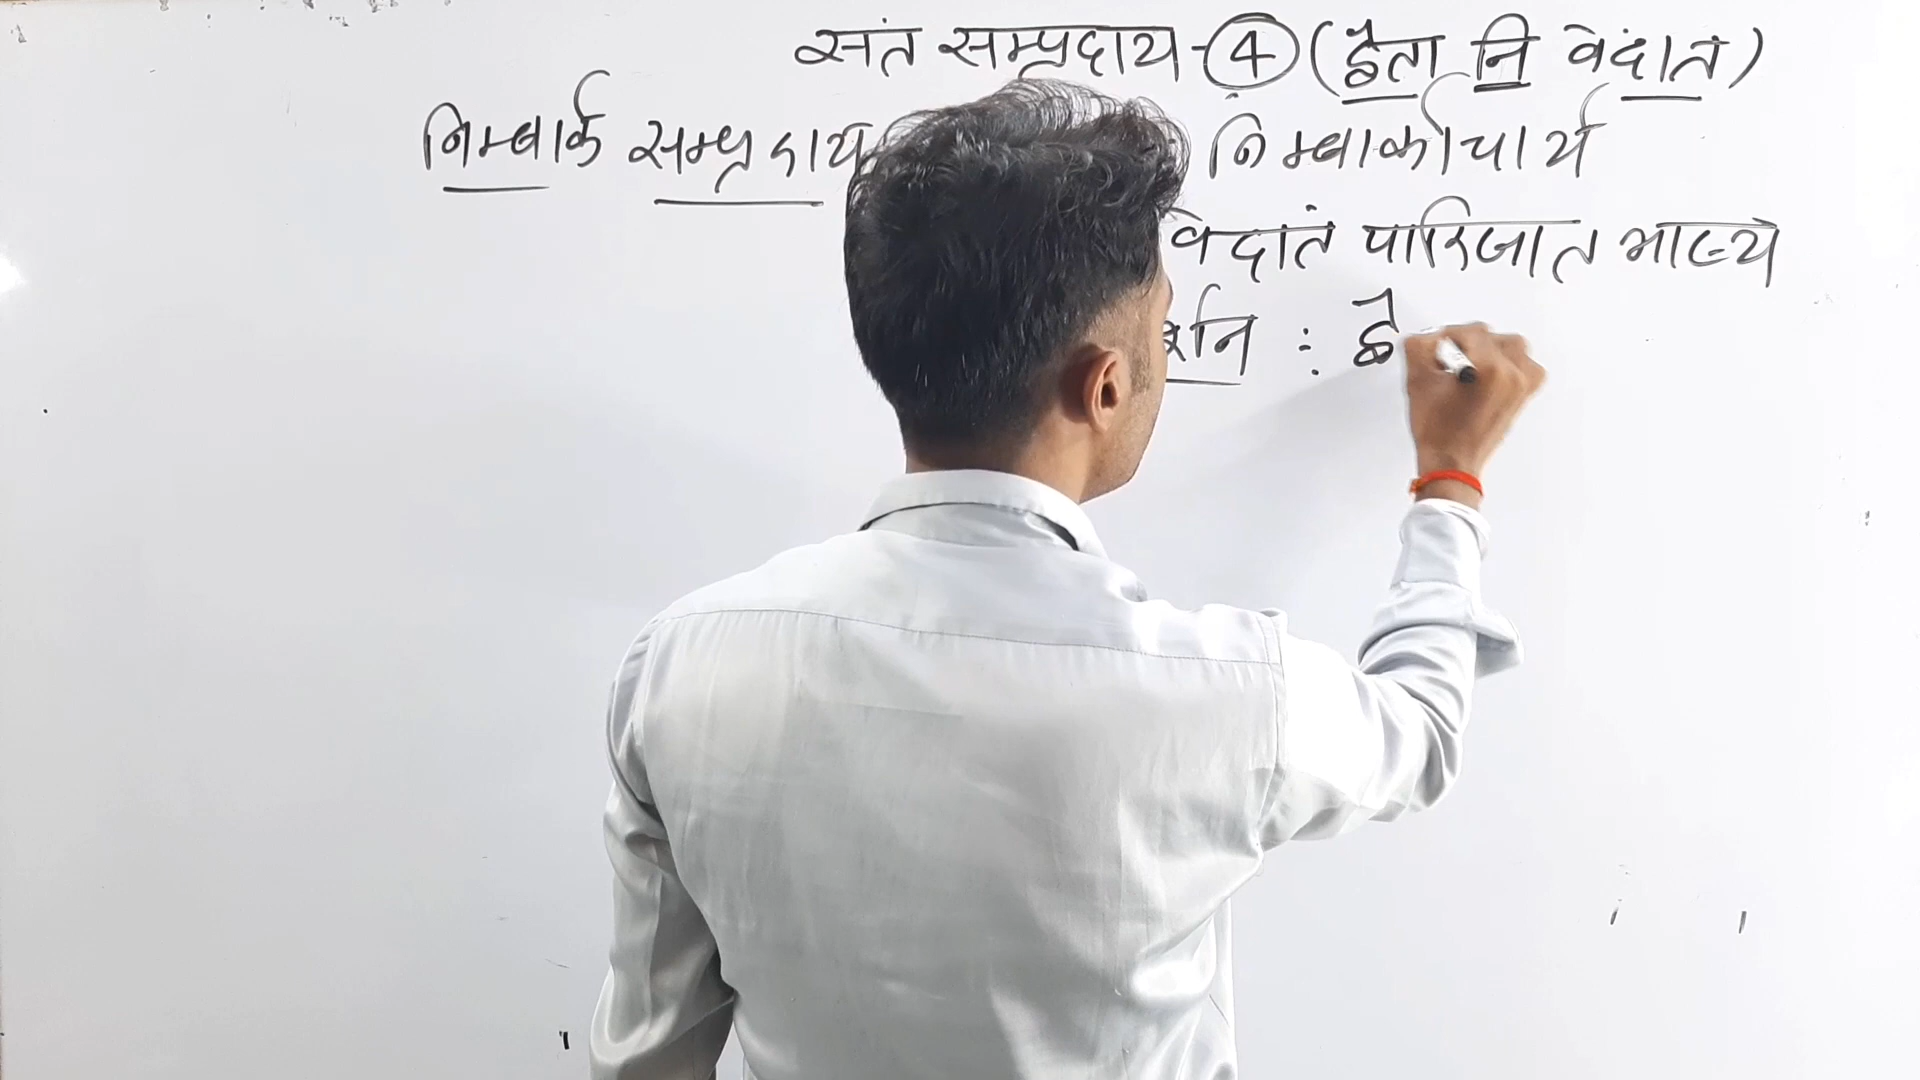 संत सम्प्रदाय - 4 (द्वैता नि वेदांत)
निम्बार्क सम्प्रदाय निम्बार्काचार्य
वेदांत पारिजात भाष्य
र्शन : द्वै